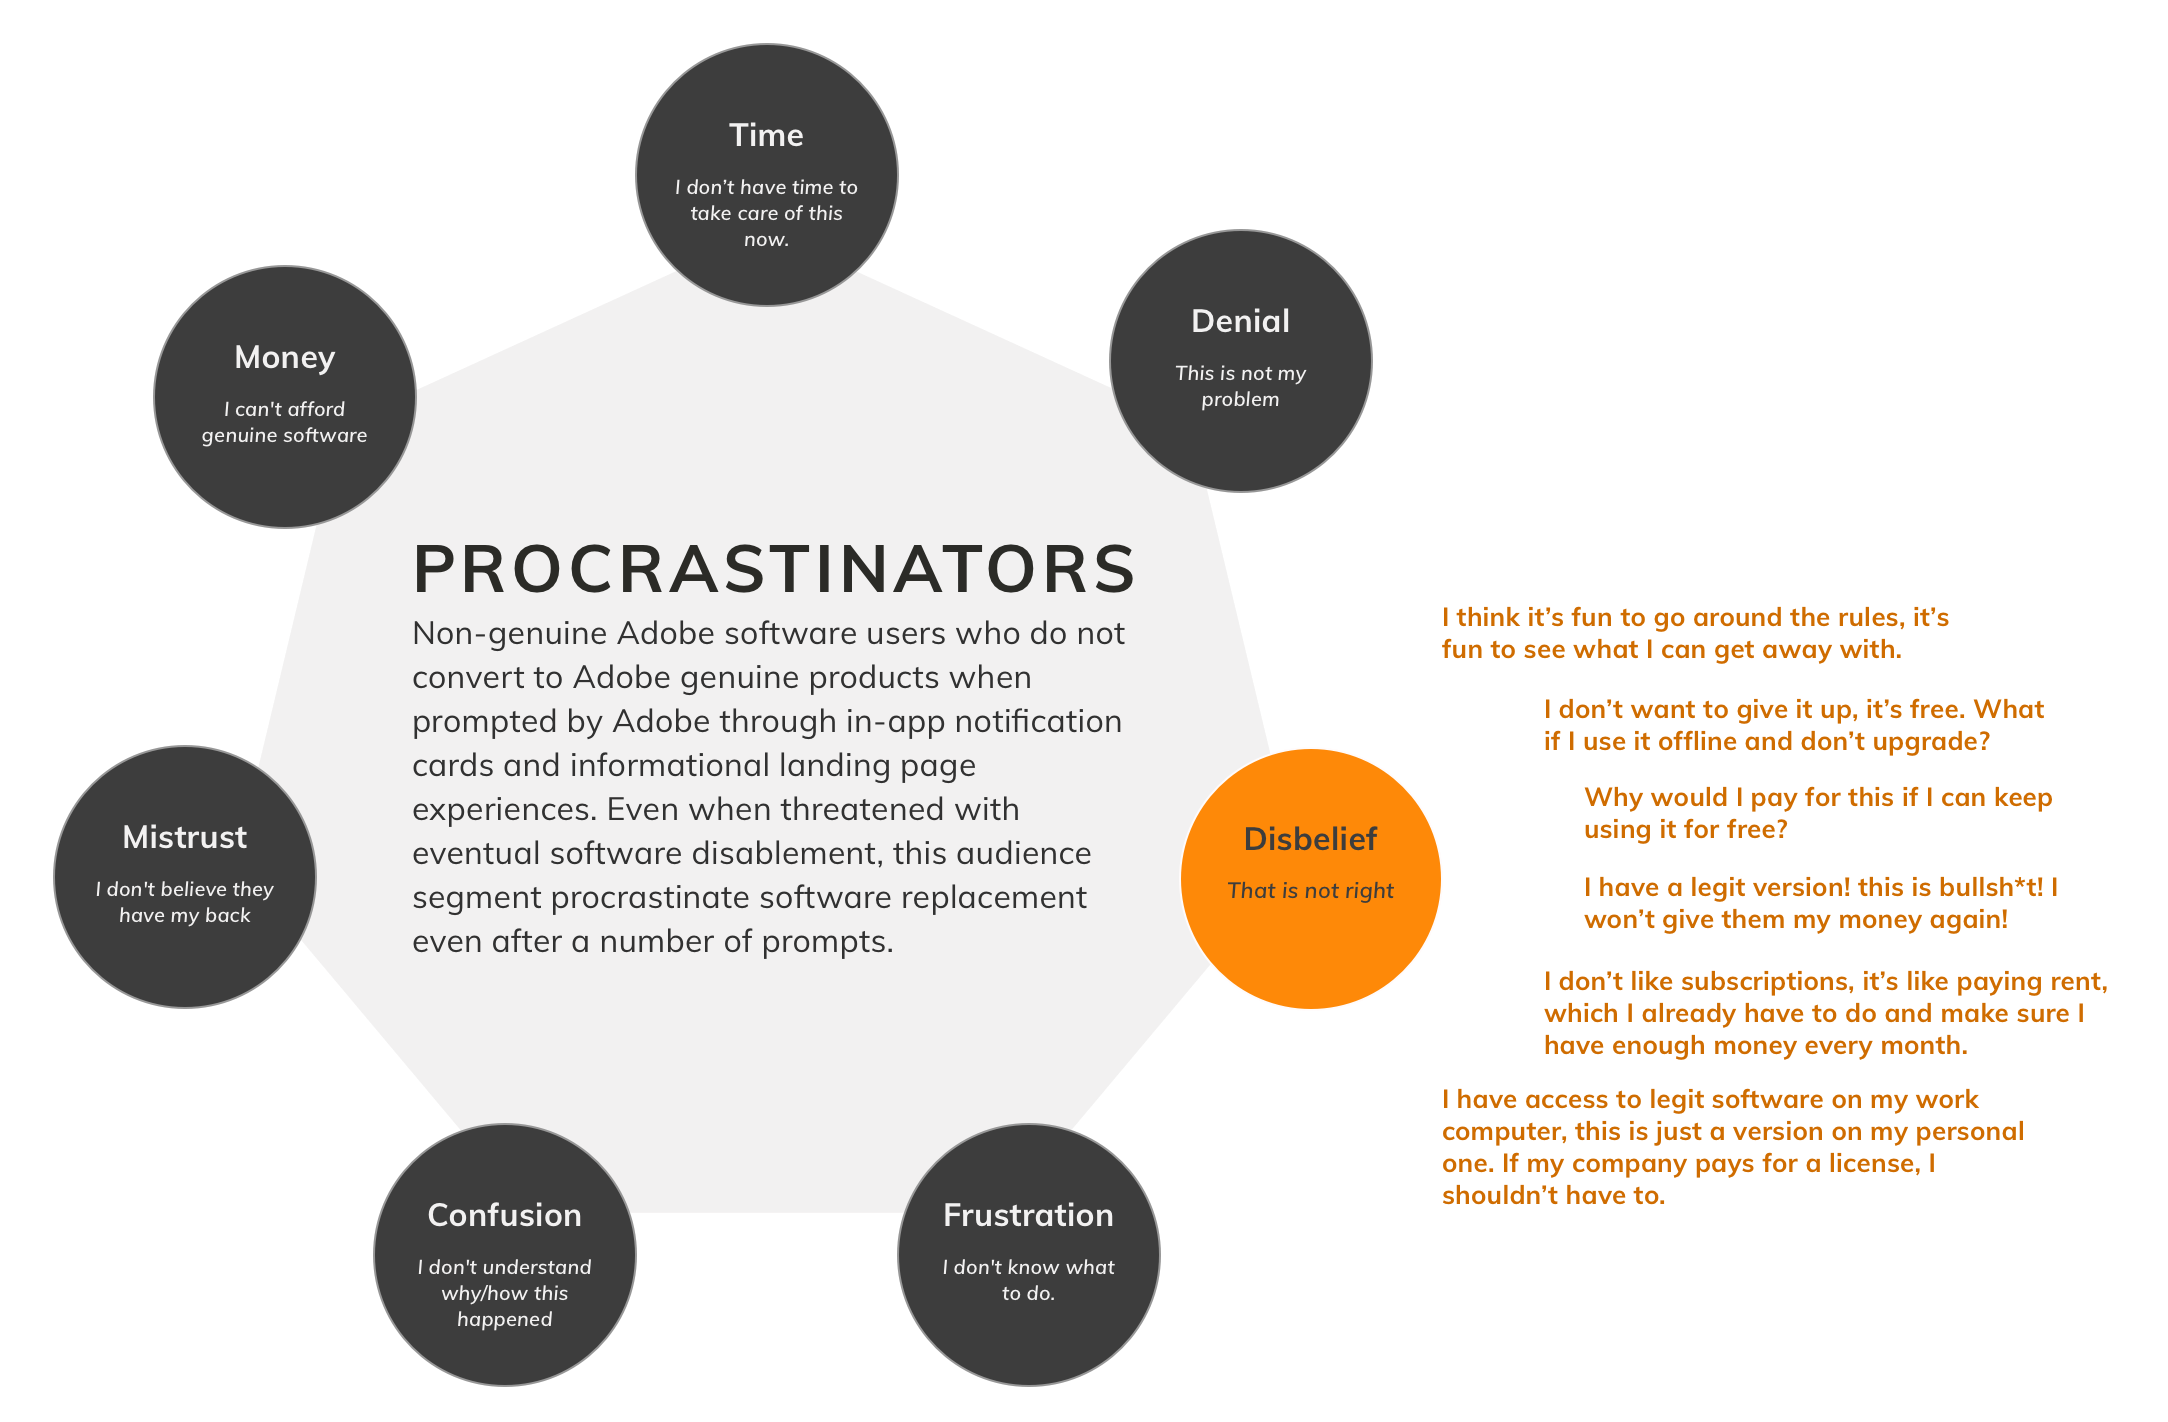 Time
I don’t have time to
take care of this
now.
Denial
This is not my
problem
Money
I can't afford
genuine software
PROCRASTINATORS
Non-genuine Adobe software users who do not
convert to Adobe genuine products when
prompted by Adobe through in-app notification
cards and informational landing page
experiences. Even when threatened with
eventual software disablement, this audience
segment procrastinate software replacement
even after a number of prompts.
Mistrust
I don't believe they
have my back
Disbelief
That is not right
I think it’s fun to go around the rules, it’s
fun to see what I can get away with.
I don’t want to give it up, it’s free. What
if I use it offline and don’t upgrade?
Why would I pay for this if I can keep
using it for free?
I have a legit version! this is bullsh*t! I
won’t give them my money again!
I don’t like subscriptions, it’s like paying rent,
which I already have to do and make sure I
have enough money every month.
I have access to legit software on my work
computer, this is just a version on my personal
one. If my company pays for a license, I
shouldn’t have to.
Confusion
I don't understand
why/how this
happened
Frustration
I don't know what
to do.